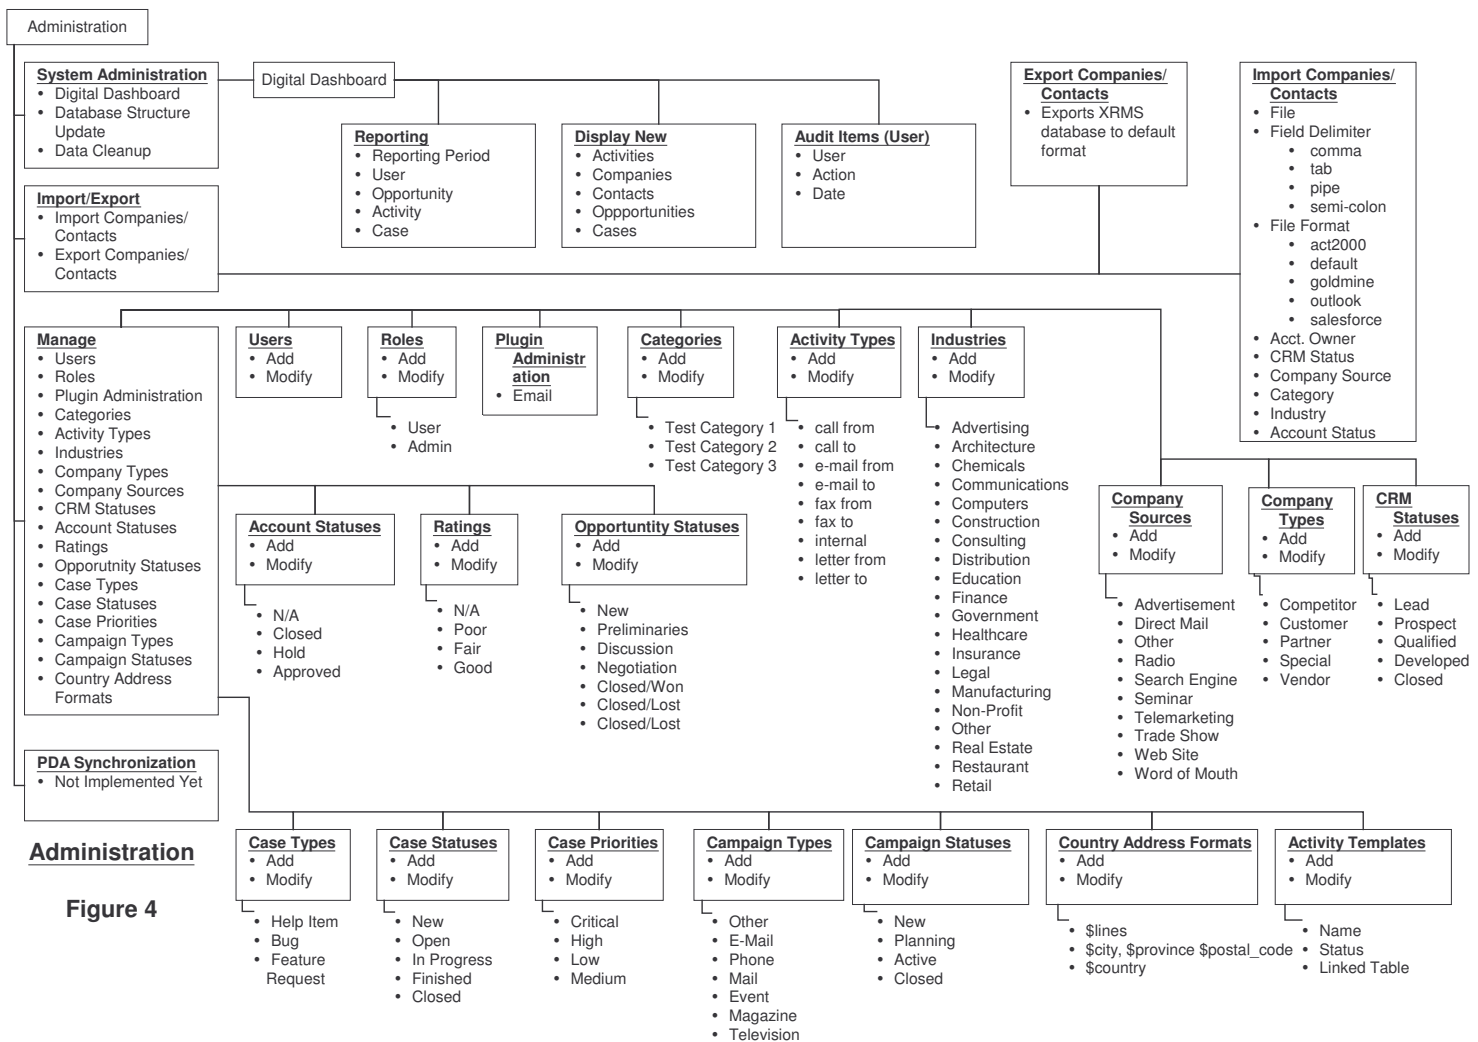 Administration
System Administration
• Digital Dashboard
• Database Structure
Update
• Data Cleanup
Digital Dashboard
Reporting
• Reporting Period
• User
• Opportunity
• Activity
• Case
Display New
• Activities
• Companies
• Contacts
• Oppportunities
• Cases
Audit Items (User)
• User
• Action
• Date
Export Companies/
Contacts
• Exports XRMS
database to default
format
Import Companies/
Contacts
• File
• Field Delimiter
• comma
• tab
• pipe
• semi-colon
• File Format
• act2000
• default
• goldmine
• outlook
• salesforce
• Acct. Owner
• CRM Status
• Company Source
• Category
• Industry
• Account Status
Import/Export
• Import Companies/
Contacts
• Export Companies/
Contacts
Manage
• Users
• Roles
• Plugin Administration
• Categories
• Activity Types
• Industries
• Company Types
• Company Sources
• CRM Statuses
• Account Statuses
• Ratings
• Opporutnity Statuses
• Case Types
• Case Statuses
• Case Priorities
• Campaign Types
• Campaign Statuses
• Country Address
Formats
Users
• Add
• Modify
Roles
• Add
• Modify
• User
• Admin
Plugin
Administr
ation
• Email
Categories
• Add
• Modify
• Test Category 1
• Test Category 2
• Test Category 3
Activity Types
• Add
• Modify
• call from
• call to
• e-mail from
• e-mail to
• fax from
• fax to
• internal
• letter from
• letter to
Industries
• Add
• Modify
• Advertising
• Architecture
• Chemicals
• Communications
• Computers
• Construction
• Consulting
• Distribution
• Education
• Finance
• Government
• Healthcare
• Insurance
• Legal
• Manufacturing
• Non-Profit
• Other
• Real Estate
• Restaurant
• Retail
Account Statuses
• Add
• Modify
• N/A
• Closed
• Hold
• Approved
Ratings
• Add
• Modify
• N/A
• Poor
• Fair
• Good
Opportuntity Statuses
• Add
• Modify
• New
• Preliminaries
• Discussion
• Negotiation
• Closed/Won
• Closed/Lost
• Closed/Lost
Company
Sources
• Add
• Modify
• Advertisement
• Direct Mail
• Other
• Radio
• Search Engine
• Seminar
• Telemarketing
• Trade Show
• Web Site
• Word of Mouth
Company
Types
• Add
• Modify
• Competitor
• Customer
• Partner
• Special
• Vendor
CRM
Statuses
• Add
• Modify
• Lead
• Prospect
• Qualified
• Developed
• Closed
PDA Synchronization
• Not Implemented Yet
Administration
Figure 4
Case Types
• Add
• Modify
• Help Item
• Bug
• Feature
Request
Case Statuses
• Add
• Modify
• New
• Open
• In Progress
• Finished
• Closed
Case Priorities
• Add
• Modify
• Critical
• High
• Low
• Medium
Campaign Types
• Add
• Modify
• Other
• E-Mail
• Phone
• Mail
• Event
• Magazine
• Television
Campaign Statuses
• Add
• Modify
• New
• Planning
• Active
• Closed
Country Address Formats
• Add
• Modify
• $lines
• $city, $province $postal_code
• $country
Activity Templates
• Add
• Modify
• Name
• Status
• Linked Table